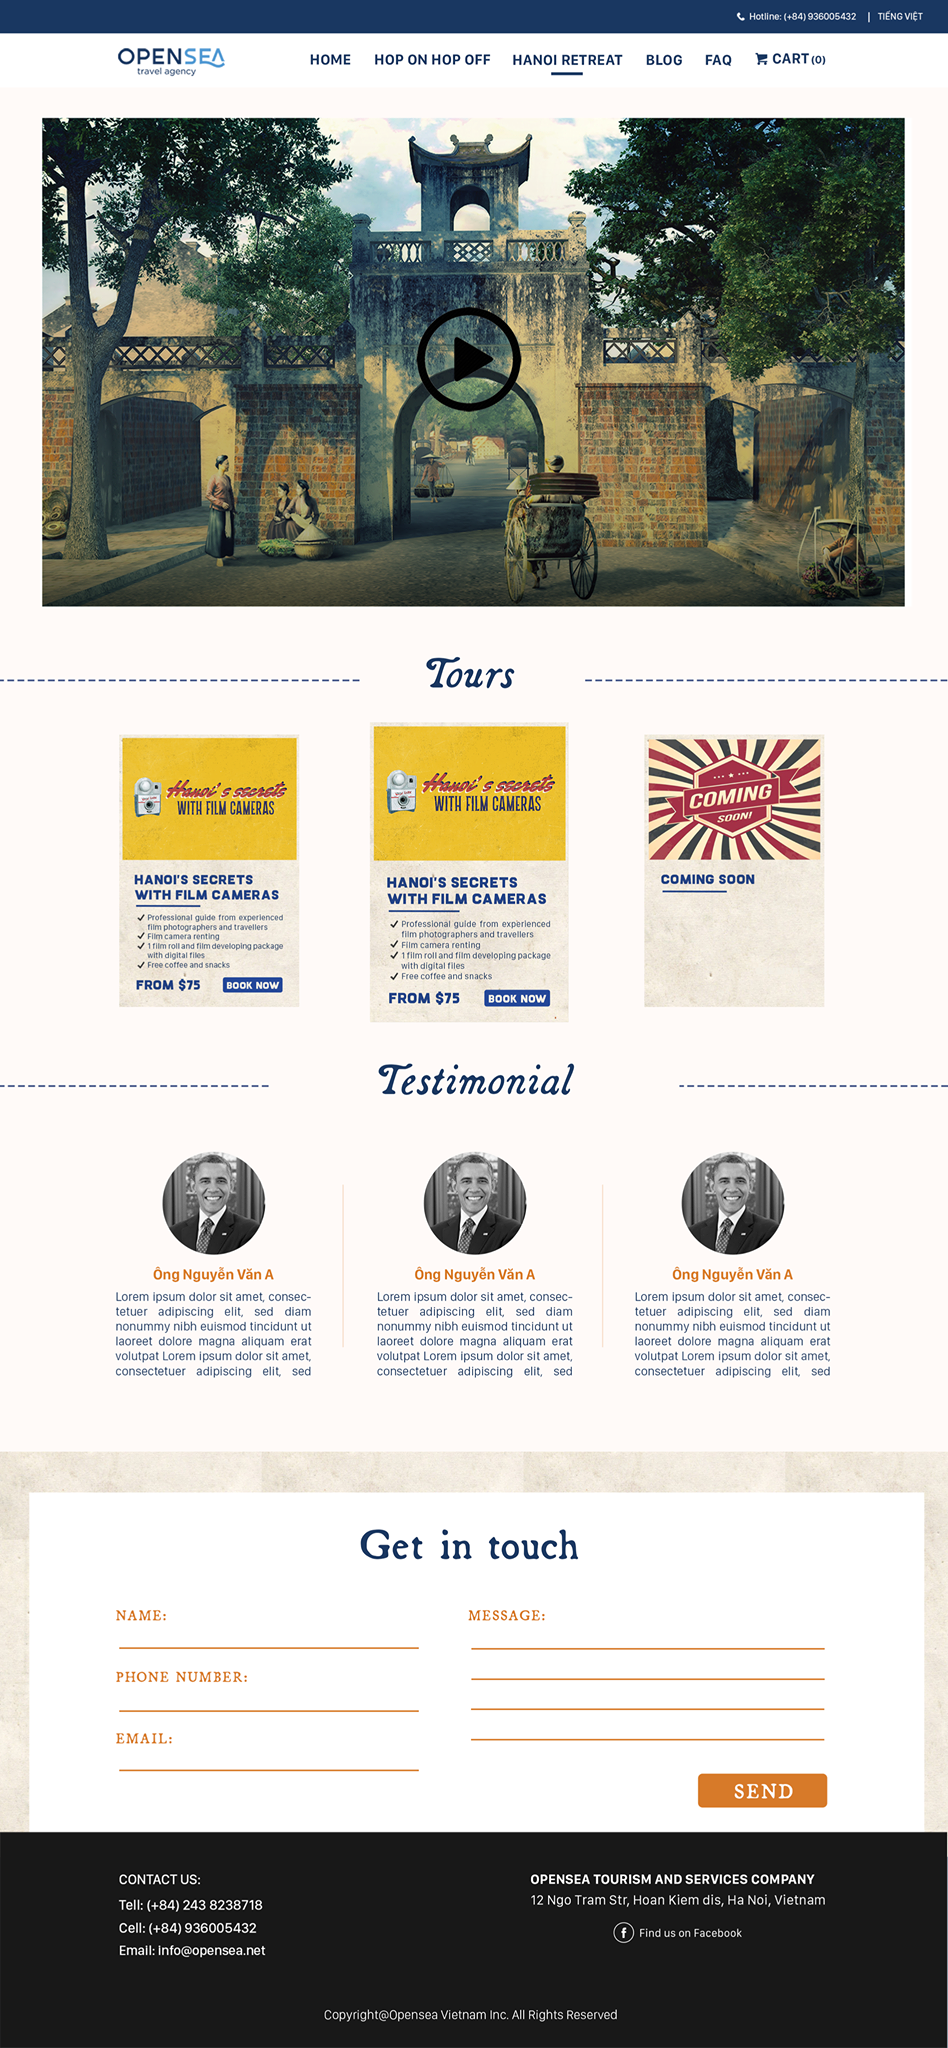 Hotline: (+84) 936005432 | TIẾNG VIỆT
OPENSEA
travel agency
HOME HOP ON HOP OFF HANOI RETREAT BLOG FAQ CART(0)
Tours
Hanoi's secrets
WITH FILM CAMERAS
HANOI'S SECRETS
WITH FILM CAMERAS
Professional guide from experienced
film photographers and travellers
Film camera renting
1 film roll and film developing package
with digital files
Free coffee and snacks
FROM $75 BOOK NOW
Hanoi's secrets
WITH FILM CAMERAS
HANOI'S SECRETS
WITH FILM CAMERAS
Professional guide from experienced
film photographers and travellers
Film camera renting
1 film roll and film developing package
with digital files
Free coffee and snacks
FROM $75 BOOK NOW
COMING
SOON!
COMING SOON
Testimonial
Ông Nguyễn Văn A
Lorem ipsum dolor sit amet, consec-
tetuer adipiscing elit, sed diam
nonummy nibh euismod tincidunt ut
laoreet dolore magna aliquam erat
volutpat Lorem ipsum dolor sit amet,
consectetuer adipiscing elit, sed
Ông Nguyễn Văn A
Lorem ipsum dolor sit amet, consec-
tetuer adipiscing elit, sed diam
nonummy nibh euismod tincidunt ut
laoreet dolore magna aliquam erat
volutpat Lorem ipsum dolor sit amet,
consectetuer adipiscing elit, sed
Ông Nguyễn Văn A
Lorem ipsum dolor sit amet, consec-
tetuer adipiscing elit, sed diam
nonummy nibh euismod tincidunt ut
laoreet dolore magna aliquam erat
volutpat Lorem ipsum dolor sit amet,
consectetuer adipiscing elit, sed
Get in touch
NAME:
PHONE NUMBER:
EMAIL:
MESSAGE:
SEND
CONTACT US:
Tell: (+84) 243 8238718
Cell: (+84) 936005432
Email: Info@opensea.net
OPENSEA TOURISM AND SERVICES COMPANY
12 Ngo Tram Str, Hoan Kiem dis, Ha Noi, Vietnam
Find us on Facebook
Copyright@Opensea Vietnam Inc. All Rights Reserved